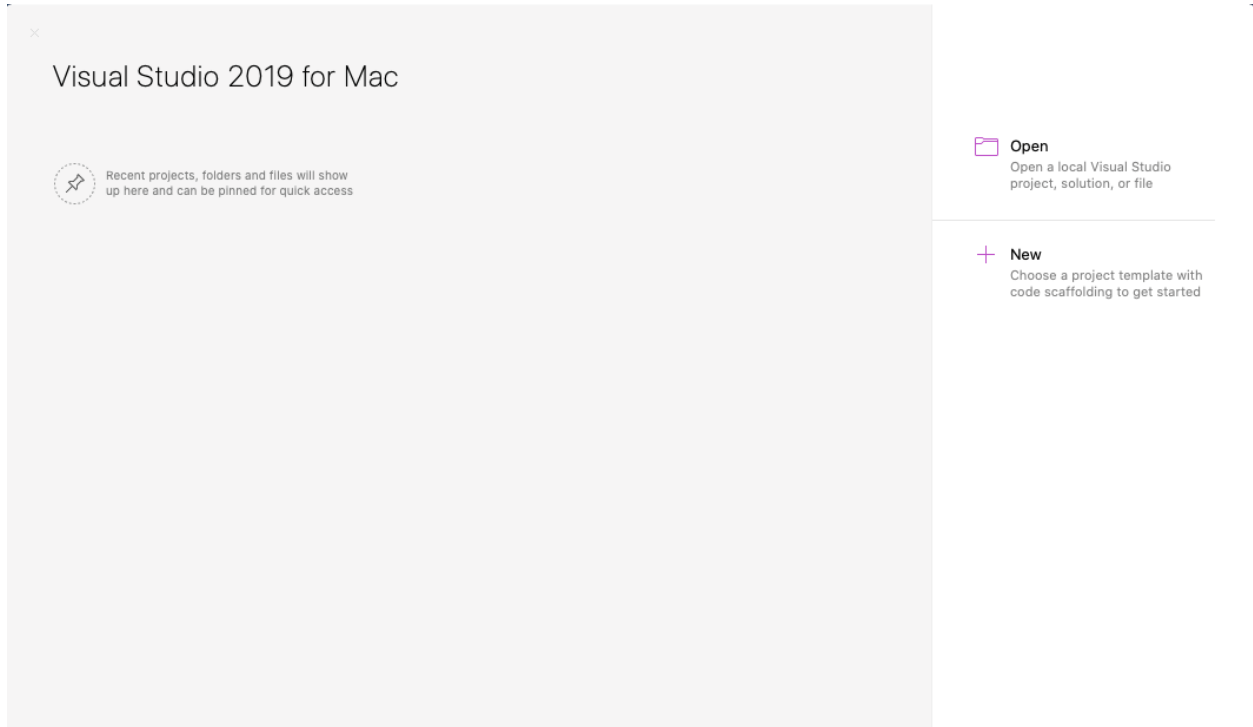 Visual Studio 2019 for Mac
Recent projects, folders and files will show
up here and can be pinned for quick access
Open
Open a local Visual Studio
project, solution, or file
New
Choose a project template with
code scaffolding to get started